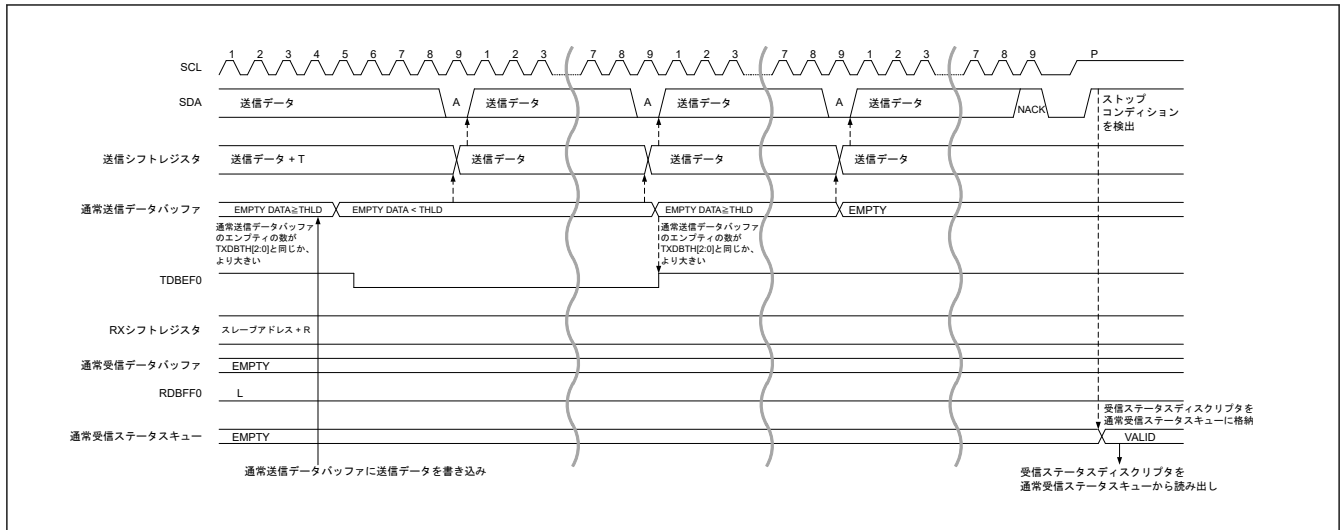 SCL 1 2 3 4 5 6 7 8 9 1 2 3 7 8 9 1 2 3 7 8 9 1 2 3 7 8 9 P
SDA 送信データ A 送信データ A 送信データ A 送信データ NACK
ストップ
コンディション
を検出
送信シフトレジスタ 送信データ + T 送信データ 送信データ 送信データ
通常送信データバッファ EMPTY DATA≧THLD EMPTY DATA < THLD EMPTY DATA≧THLD EMPTY
通常送信データバッファ
のエンプティの数が
TXDBTH[2:0]と同じか、
より大きい
通常送信データバッファ
のエンプティの数が
TXDBTH[2:0]と同じか、
より大きい
TDBEF0
RXシフトレジスタ スレーブアドレス + R
通常受信データバッファ EMPTY
RDBFF0 L
受信ステータスディスクリプタを
通常受信ステータスキューに格納
通常受信ステータスキュー EMPTY VALID
通常送信データバッファに送信データを書き込み
受信ステータスディスクリプタを
通常受信ステータスキューから読み出し